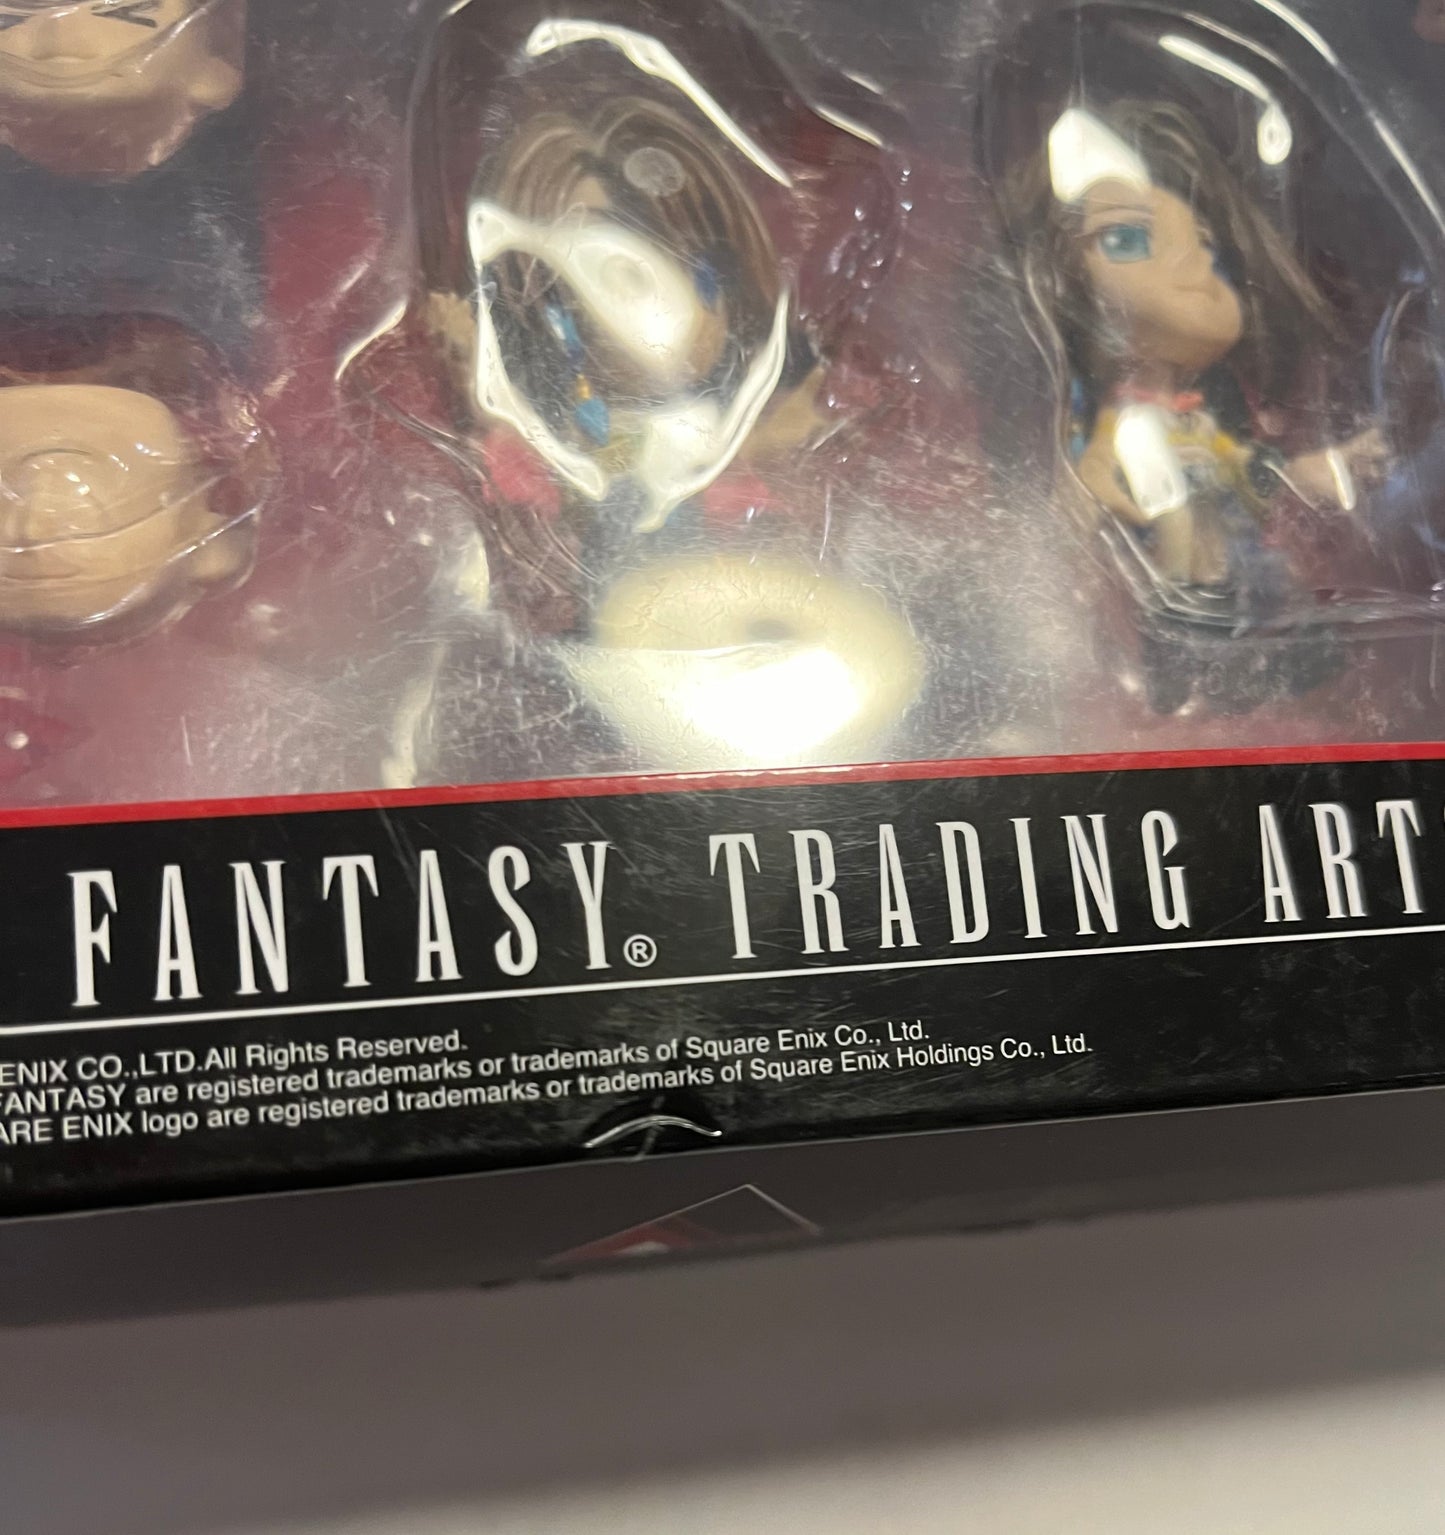 FANTASY® TRADING ART
ENIX CO.,LTD.All Rights Reserved.
FANTASY are registered trademarks or trademarks of Square Enix Co., Ltd.
ARE ENIX logo are registered trademarks or trademarks of Square Enix Holdings Co., Ltd.